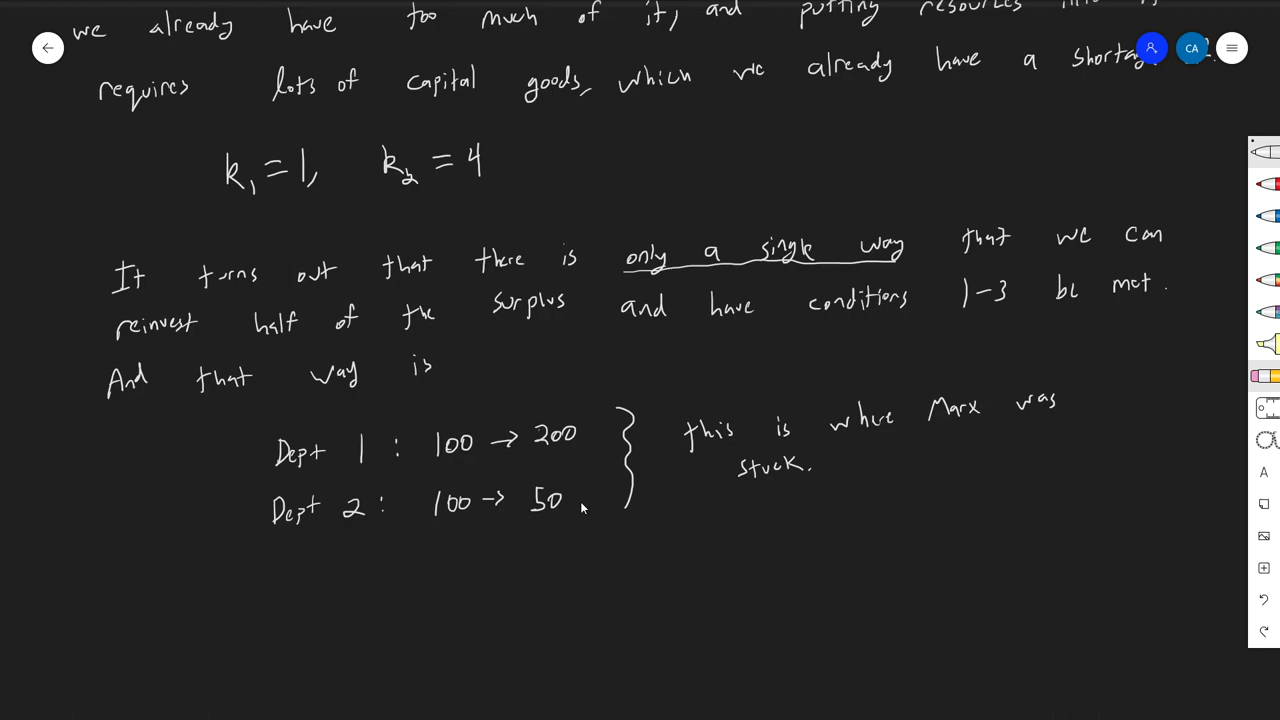 we already have too much of it, and putting resources
requires lots of capital goods, which we already have a
CA
k₁ = 1, k₂ = 4
It turns out that there is only a single way that we can
reinvest half of the surplus and have conditions 1-3 be met.
And that way is
Dept 1 : 100 → 200
Dept 2 : 100 → 50
this is where Marx was
stuck.
A